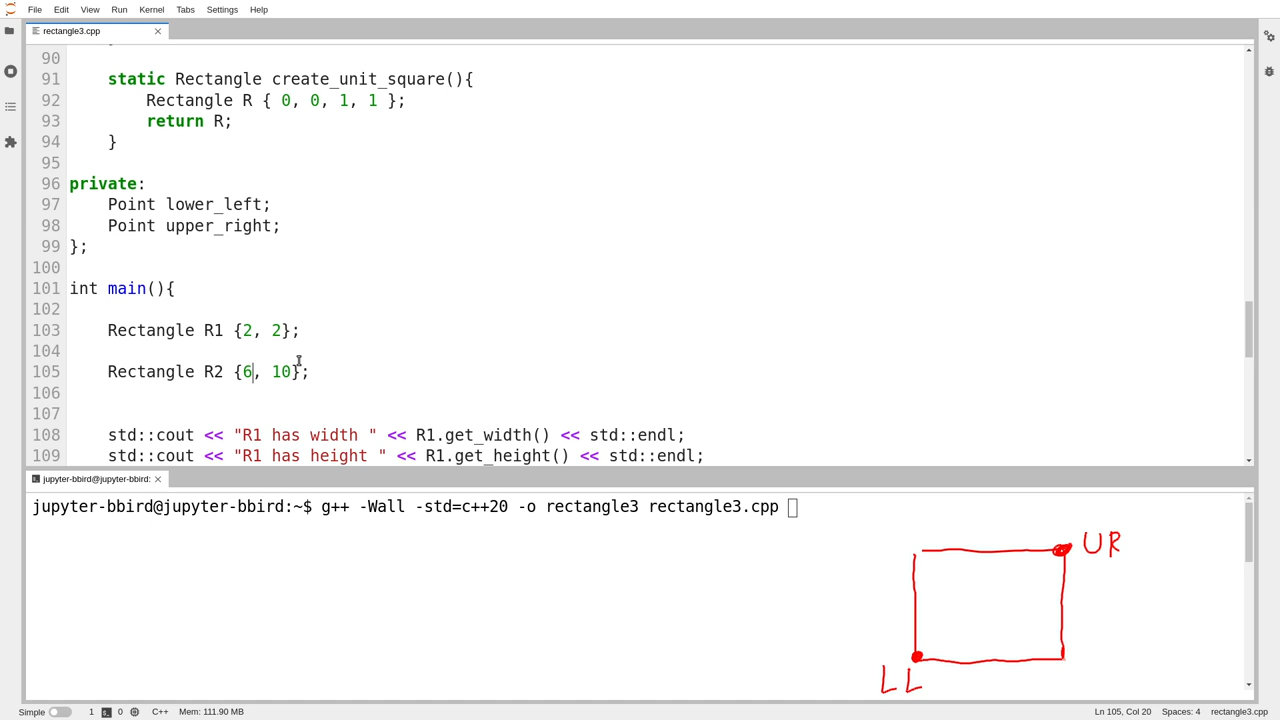 File Edit View Run Kernel Tabs Settings Help
rectangle3.cpp
90
91 static Rectangle create_unit_square(){
92 Rectangle R { 0, 0, 1, 1 };
93 return R;
94 }
95
96 private:
97 Point lower_left;
98 Point upper_right;
99 };
100
101 int main(){
102
103 Rectangle R1 {2, 2};
104
105 Rectangle R2 {6, 10};
106
107
108 std::cout << "R1 has width " << R1.get_width() << std::endl;
109 std::cout << "R1 has height " << R1.get_height() << std::endl;
jupyter-bbird@jupyter-bbird:
jupyter-bbird@jupyter-bbird:~$ g++ -Wall -std=c++20 -o rectangle3 rectangle3.cpp
UR
LL
Simple 1 0 C++ Mem: 111.90 MB Ln 105, Col 20 Spaces: 4 rectangle3.cpp